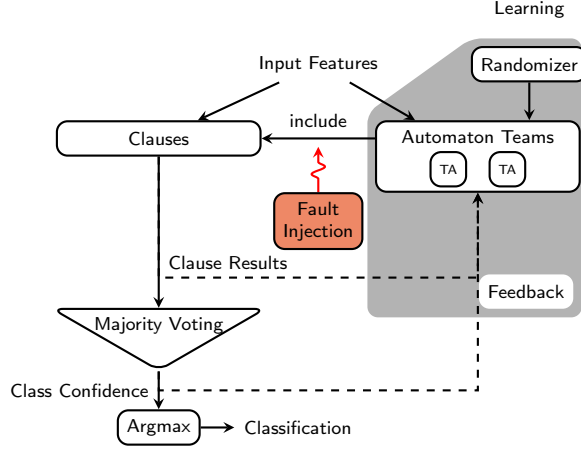 Learning
Randomizer
Input Features
include
Clauses
Automaton Teams
TA
TA
Fault
Injection
Clause Results
Feedback
Majority Voting
Class Confidence
Argmax
Classification